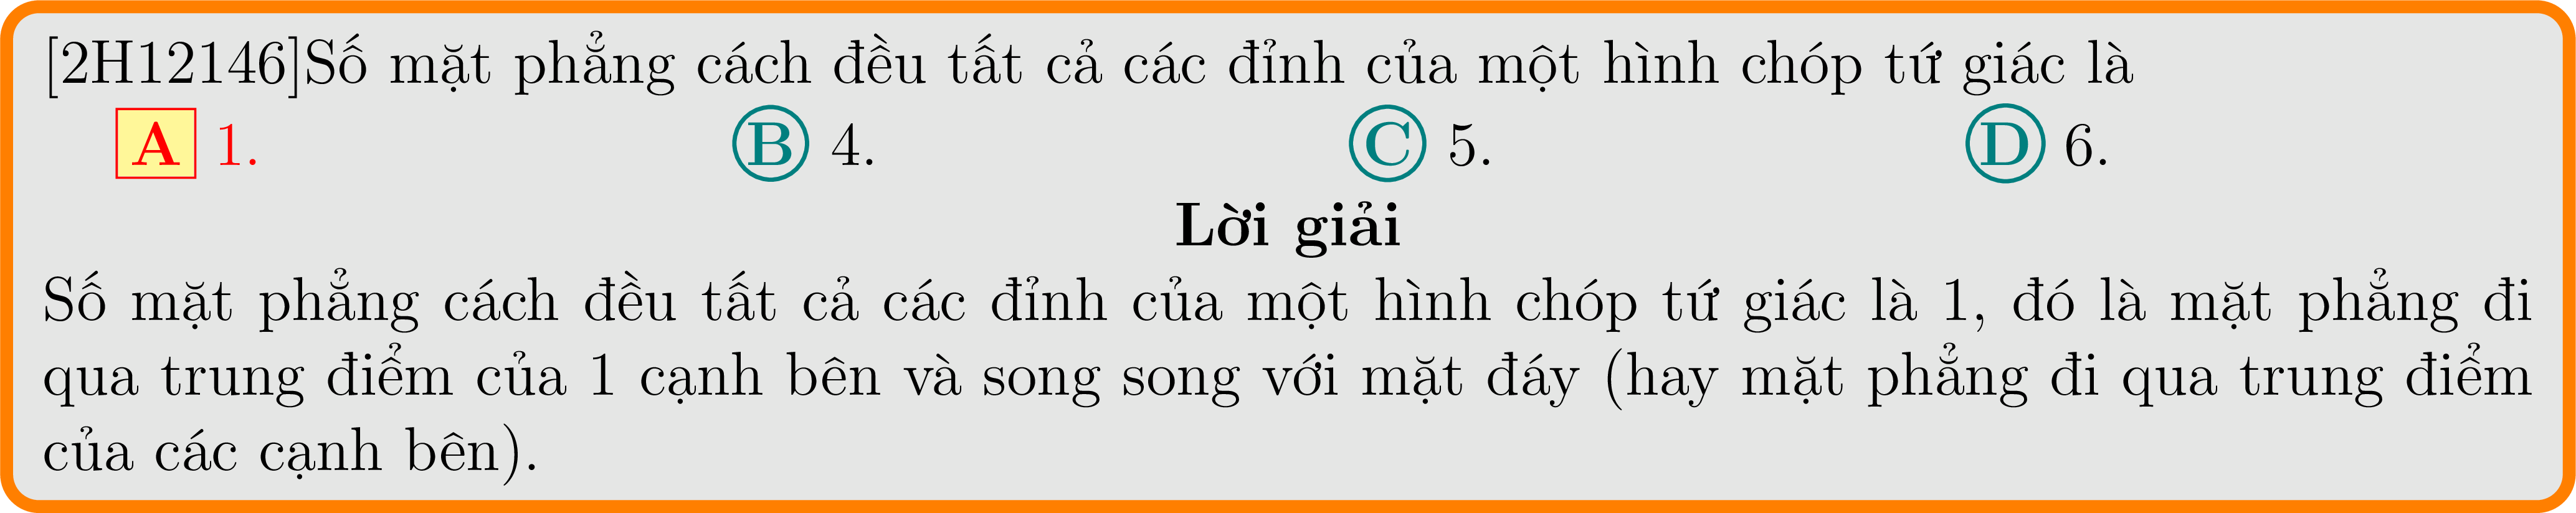 [2H12146]Số mặt phẳng cách đều tất cả các đỉnh của một hình chóp tứ giác là
A 1. B 4. C 5. D 6.
Lời giải
Số mặt phẳng cách đều tất cả các đỉnh của một hình chóp tứ giác là 1, đó là mặt phẳng đi
qua trung điểm của 1 cạnh bên và song song với mặt đáy (hay mặt phẳng đi qua trung điểm
của các cạnh bên).